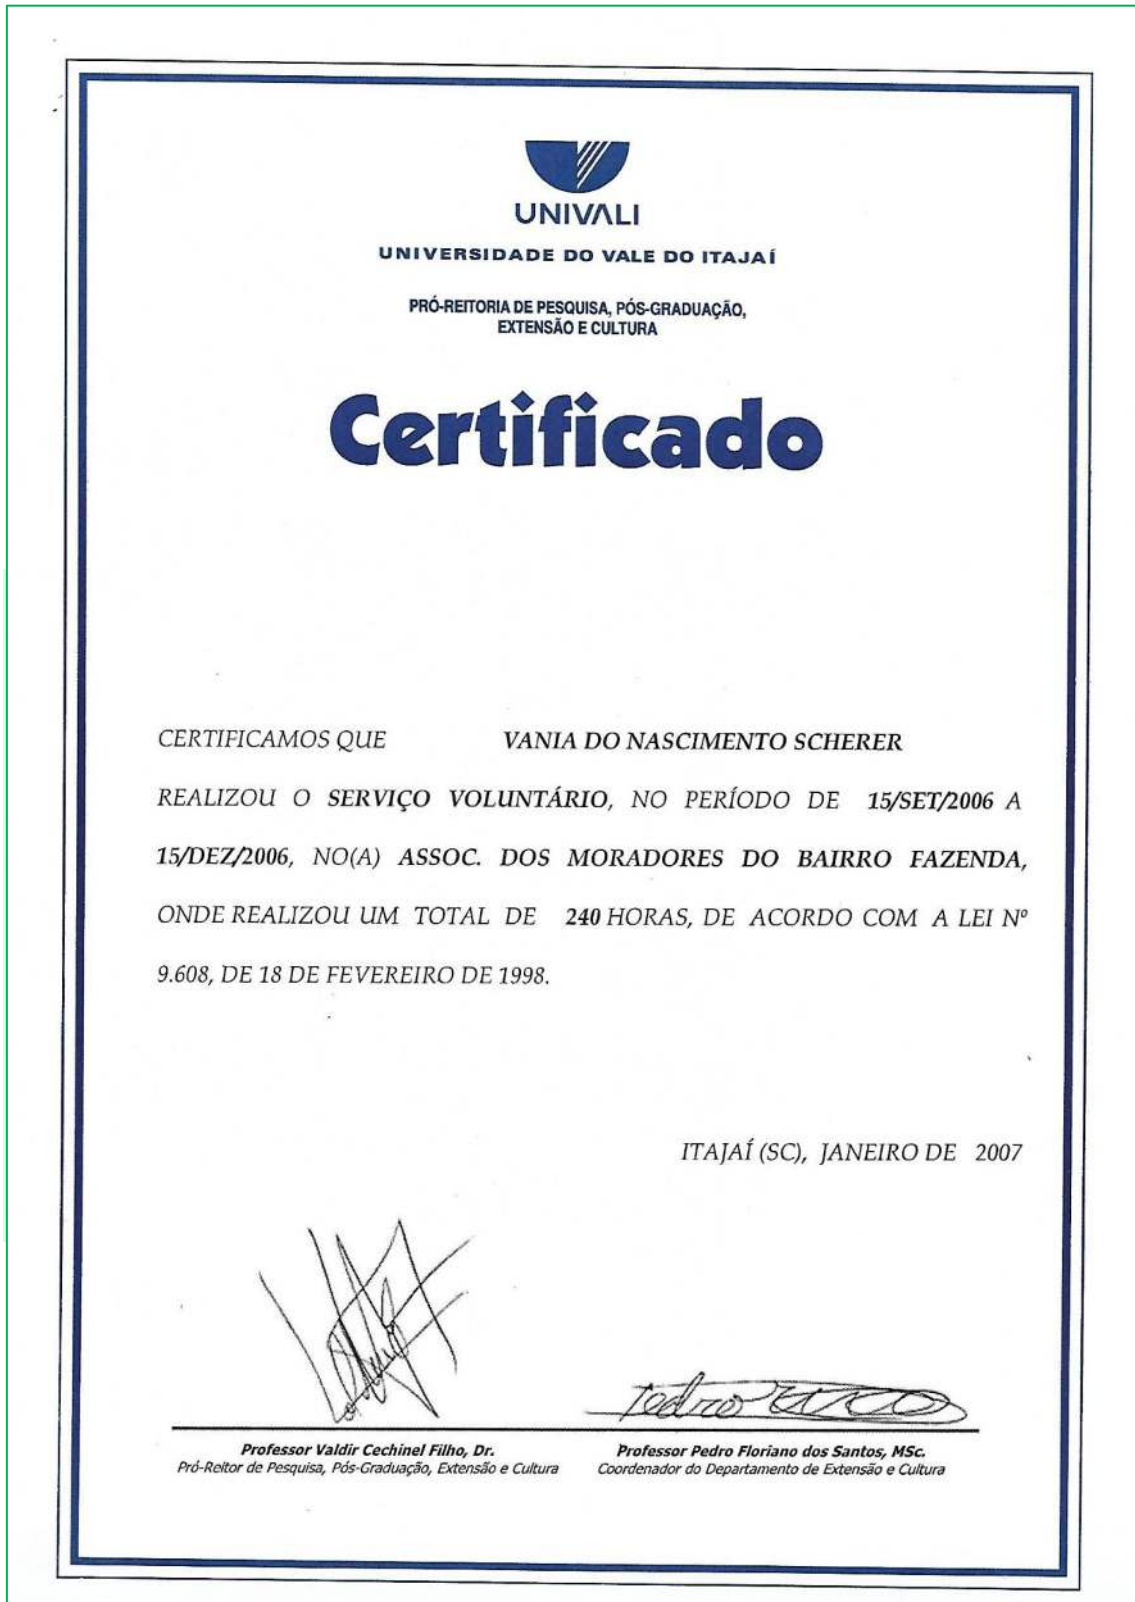 UNIVALI
UNIVERSIDADE DO VALE DO ITAJAÍ
PRÓ-REITORIA DE PESQUISA, PÓS-GRADUAÇÃO,
EXTENSÃO E CULTURA
Certificado
CERTIFICAMOS QUE VANIA DO NASCIMENTO SCHERER
REALIZOU O SERVIÇO VOLUNTÁRIO, NO PERÍODO DE 15/SET/2006 A
15/DEZ/2006, NO(A) ASSOC. DOS MORADORES DO BAIRRO FAZENDA,
ONDE REALIZOU UM TOTAL DE 240 HORAS, DE ACORDO COM A LEI Nº
9.608, DE 18 DE FEVEREIRO DE 1998.
ITAJAÍ (SC), JANEIRO DE 2007
Pedro
Professor Valdir Cechinel Filho, Dr.
Pró-Reitor de Pesquisa, Pós-Graduação, Extensão e Cultura
Professor Pedro Floriano dos Santos, MSc.
Coordenador do Departamento de Extensão e Cultura